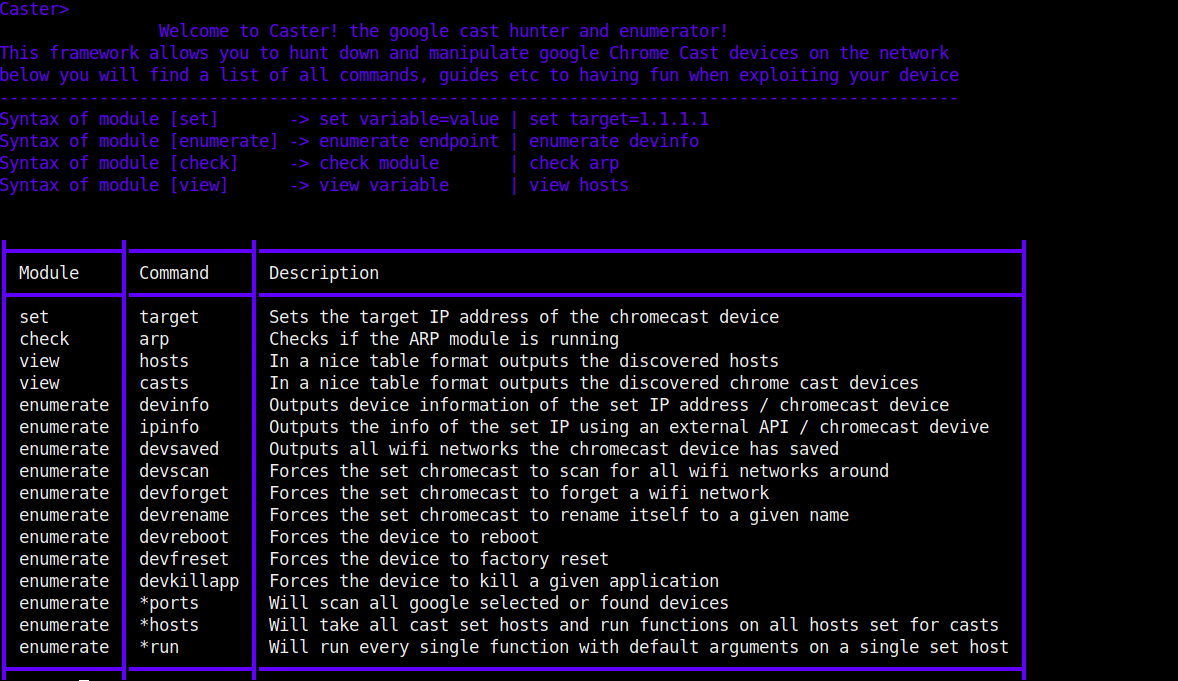 Caster>
Welcome to Caster! the google cast hunter and enumerator!
This framework allows you to hunt down and manipulate google Chrome Cast devices on the network
below you will find a list of all commands, guides etc to having fun when exploiting your device
------------------------------------------------------------------------------------------------
Syntax of module [set]       -> set variable=value | set target=1.1.1.1
Syntax of module [enumerate] -> enumerate endpoint | enumerate devinfo
Syntax of module [check]     -> check module       | check arp
Syntax of module [view]      -> view variable      | view hosts
Module Command Description
set target Sets the target IP address of the chromecast device
check arp Checks if the ARP module is running
view hosts In a nice table format outputs the discovered hosts
view casts In a nice table format outputs the discovered chrome cast devices
enumerate devinfo Outputs device information of the set IP address / chromecast device
enumerate ipinfo Outputs the info of the set IP using an external API / chromecast devive
enumerate devsaved Outputs all wifi networks the chromecast device has saved
enumerate devscan Forces the set chromecast to scan for all wifi networks around
enumerate devforget Forces the set chromecast to forget a wifi network
enumerate devrename Forces the set chromecast to rename itself to a given name
enumerate devreboot Forces the device to reboot
enumerate devfreset Forces the device to factory reset
enumerate devkillapp Forces the device to kill a given application
enumerate *ports Will scan all google selected or found devices
enumerate *hosts Will take all cast set hosts and run functions on all hosts set for casts
enumerate *run Will run every single function with default arguments on a single set host